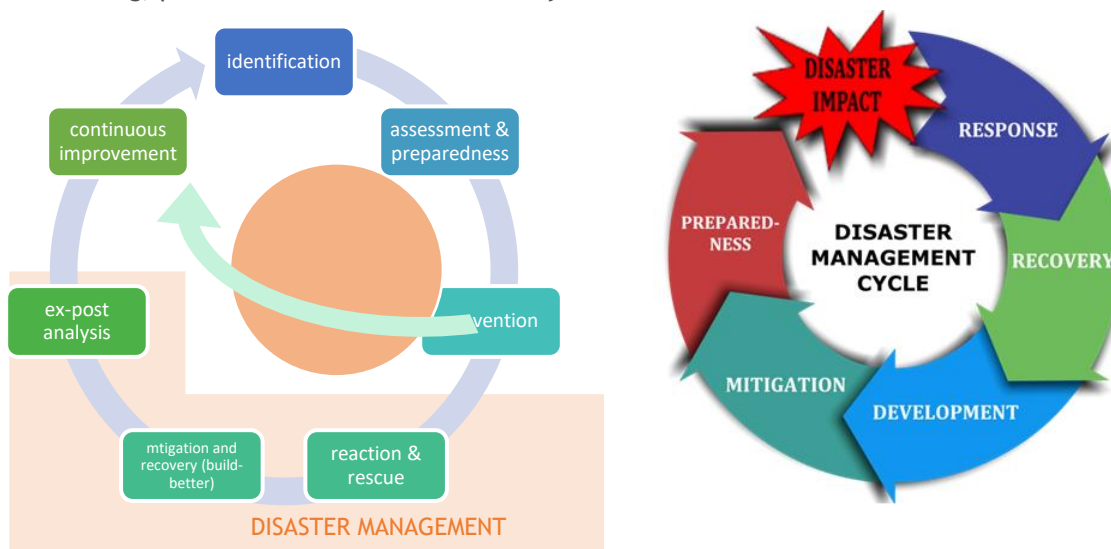 identification
assessment &
preparedness
vention
reaction &
rescue
mtigation and
recovery (build-
better)
ex-post
analysis
continuous
improvement
DISASTER MANAGEMENT
DISASTER
IMPACT
RESPONSE
RECOVERY
DEVELOPMENT
MITIGATION
PREPARED-
NESS
DISASTER
MANAGEMENT
CYCLE